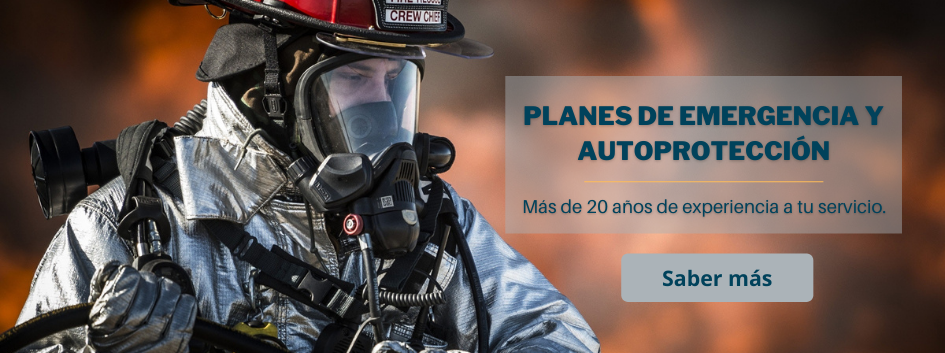 CREW CHIEF
PLANES DE EMERGENCIA Y
AUTOPROTECCIÓN
Más de 20 años de experiencia a tu servicio.
Saber más